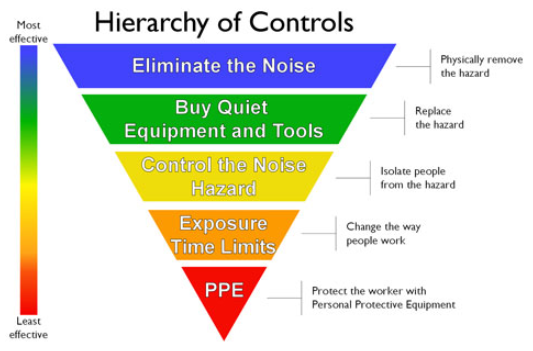 Hierarchy of Controls
Most
effective
Eliminate the Noise
Physically remove
the hazard
Buy Quiet
Equipment and Tools
Replace
the hazard
Control the Noise
Hazard
Isolate people
from the hazard
Exposure
Time Limits
Change the way
people work
PPE
Protect the worker with
Personal Protective Equipment
Least
effective